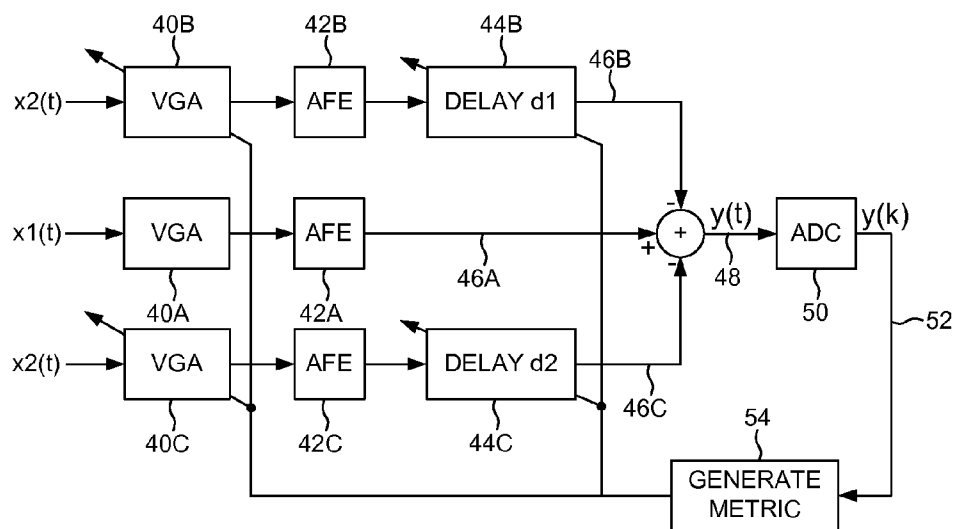 40B
42B
44B
46B
x2(t)
VGA
AFE
DELAY d1
-
x1(t)
VGA
AFE
+
+
y(t)
ADC
y(k)
-
46A
48
40A
42A
50
52
x2(t)
VGA
AFE
DELAY d2
46C
40C
42C
44C
54
GENERATE
METRIC